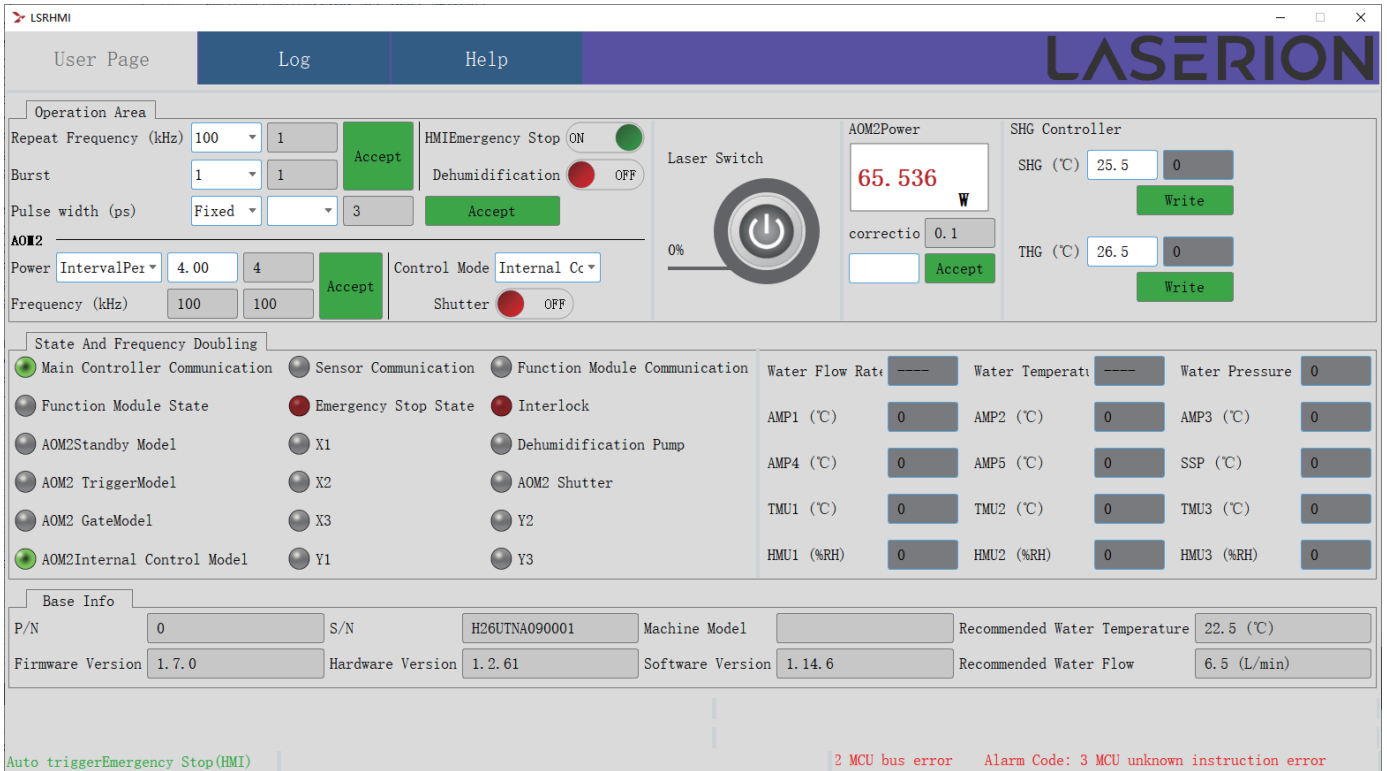 LSRHMI
User Page Log Help LASERION
Operation Area
Repeat Frequency (kHz) 100 1 Accept HMIEmergency Stop ON
Burst 1 1 Dehumidification OFF
Pulse width (ps) Fixed 3 Accept
AOM2
Power IntervalPer 4.00 4 Accept Control Mode Internal Cc
Frequency (kHz) 100 100 Shutter OFF
Laser Switch
0%
AOM2Power
65.536
W
correctio 0.1
Accept
SHG Controller
SHG (℃) 25.5 0
Write
THG (℃) 26.5 0
Write
State And Frequency Doubling
Main Controller Communication Sensor Communication Function Module Communication
Function Module State Emergency Stop State Interlock
AOM2Standby Model X1 Dehumidification Pump
AOM2 TriggerModel X2 AOM2 Shutter
AOM2 GateModel X3 Y2
AOM2Internal Control Model Y1 Y3
Water Flow Rate ---- Water Temperatu ---- Water Pressure 0
AMP1 (℃) 0 AMP2 (℃) 0 AMP3 (℃) 0
AMP4 (℃) 0 AMP5 (℃) 0 SSP (℃) 0
TMU1 (℃) 0 TMU2 (℃) 0 TMU3 (℃) 0
HMU1 (%RH) 0 HMU2 (%RH) 0 HMU3 (%RH) 0
Base Info
P/N 0 S/N H26UTNA090001 Machine Model Recommended Water Temperature 22.5 (℃)
Firmware Version 1.7.0 Hardware Version 1.2.61 Software Version 1.14.6 Recommended Water Flow 6.5 (L/min)
Auto triggerEmergency Stop(HMI) 2 MCU bus error Alarm Code: 3 MCU unknown instruction error